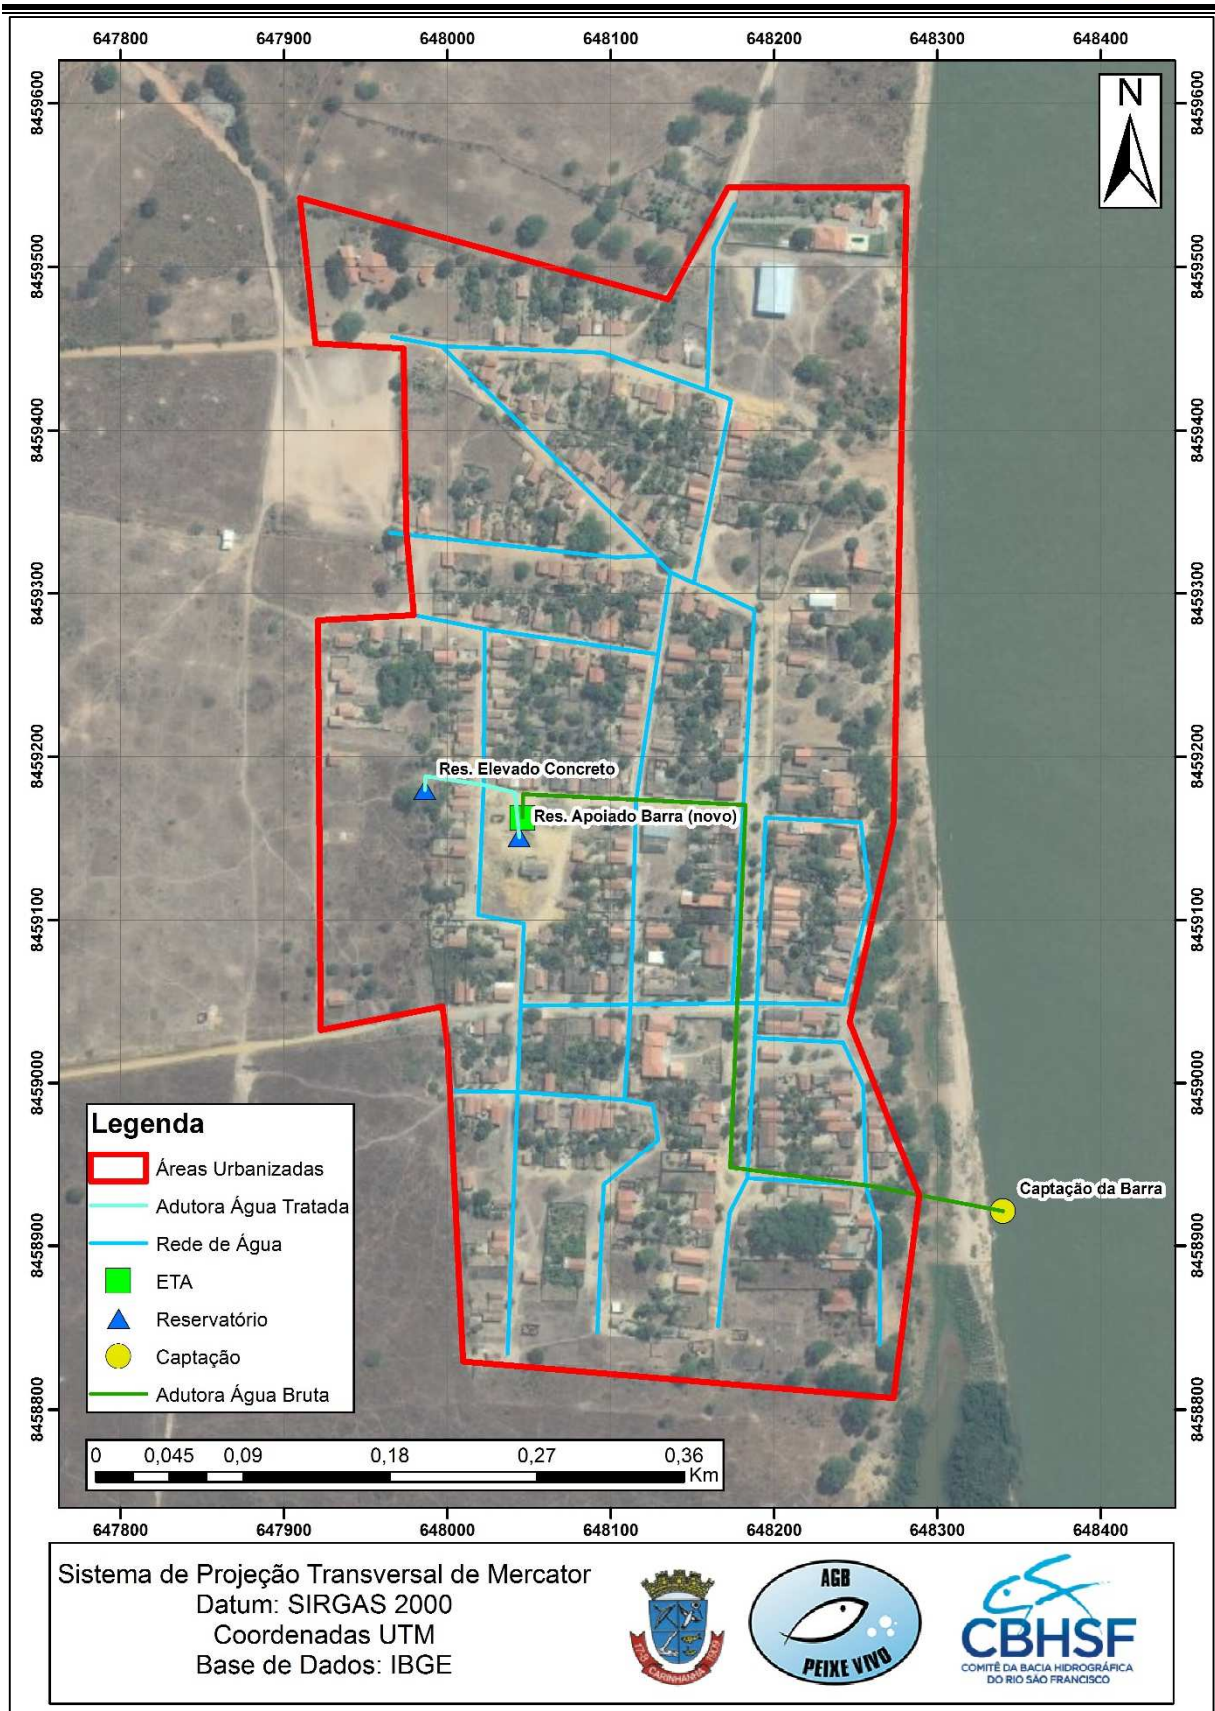 647800 647900 648000 648100 648200 648300 648400
N
8459600 8459600
8459500 8459500
8459400 8459400
8459300 8459300
8459200 8459200
Res. Elevado Concreto
Res. Apoiado Barra (novo)
8459100 8459100
8459000 8459000
Captação da Barra
8458900 8458900
8458800 8458800
Legenda
Áreas Urbanizadas
Adutora Água Tratada
Rede de Água
ETA
Reservatório
Captação
Adutora Água Bruta
0 0,045 0,09 0,18 0,27 0,36
Km
647800 647900 648000 648100 648200 648300 648400
Sistema de Projeção Transversal de Mercator
Datum: SIRGAS 2000
Coordenadas UTM
Base de Dados: IBGE
CARINHANHA 1909
AGB
PEIXE VIVO
CBHSF
COMITÊ DA BACIA HIDROGRÁFICA
DO RIO SÃO FRANCISCO